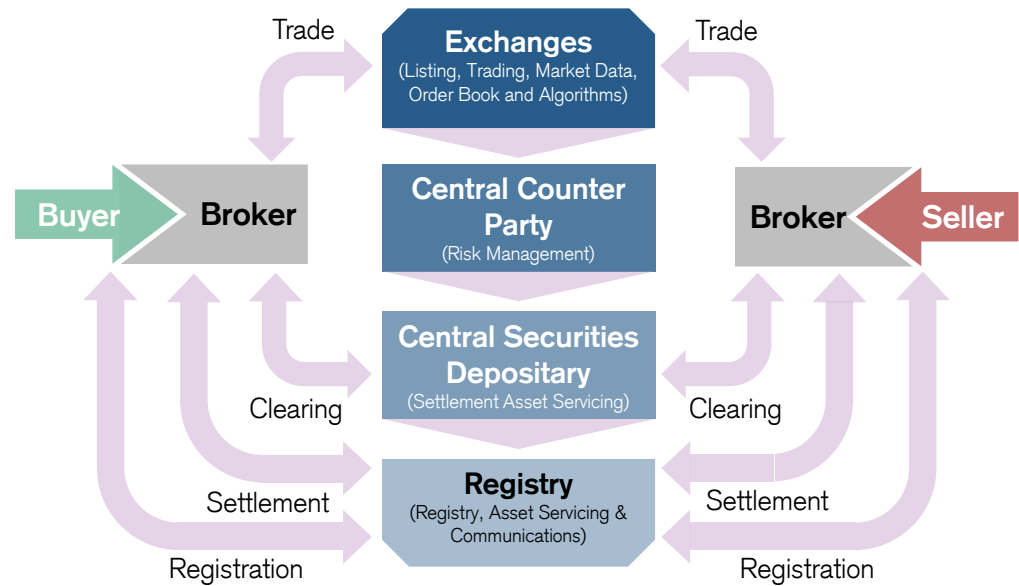 Trade
Exchanges
(Listing, Trading, Market Data,
Order Book and Algorithms)
Trade
Buyer
Broker
Central Counter
Party
(Risk Management)
Broker
Seller
Central Securities
Depositary
(Settlement Asset Servicing)
Clearing
Clearing
Registry
(Registry, Asset Servicing &
Communications)
Settlement
Settlement
Registration
Registration